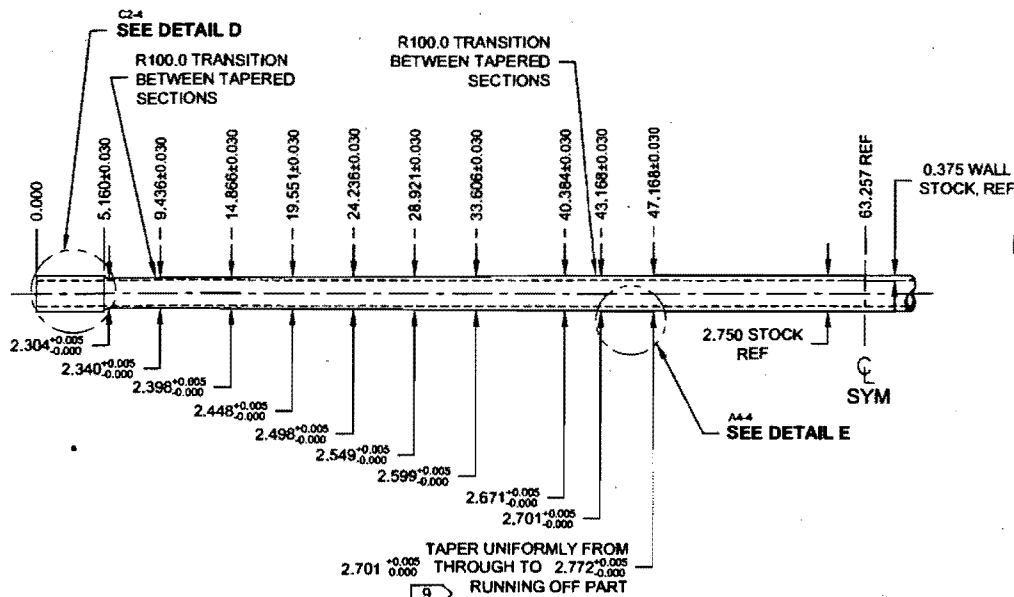 C2-4
SEE DETAIL D
R100.0 TRANSITION
BETWEEN TAPERED
SECTIONS
R100.0 TRANSITION
BETWEEN TAPERED
SECTIONS
0.000
5.160±0.030
9.436±0.030
14.866±0.030
19.551±0.030
24.236±0.030
28.921±0.030
33.606±0.030
40.384±0.030
43.168±0.030
47.168±0.030
63.257 REF
0.375 WALL
STOCK, REF
2.304 +0.005 -0.000
2.340 +0.005 -0.000
2.398 +0.005 -0.000
2.448 +0.005 -0.000
2.498 +0.005 -0.000
2.549 +0.005 -0.000
2.599 +0.005 -0.000
2.671 +0.005 -0.000
2.701 +0.005 -0.000
2.750 STOCK
REF
SYM
A4-4
SEE DETAIL E
TAPER UNIFORMLY FROM
2.701 +0.005 0.000 THROUGH TO 2.772 +0.005 -0.000
9 RUNNING OFF PART